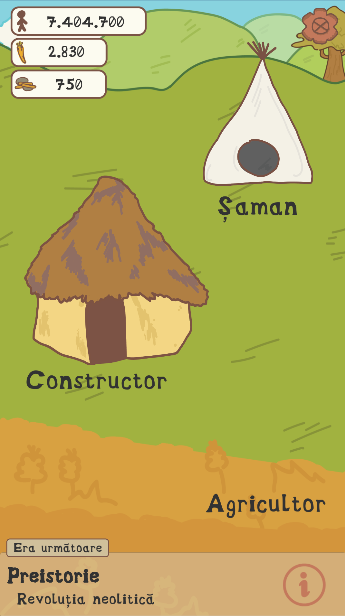 7.404.700
2,830
750
Șaman
Constructor
Agricultor
Era următoare
Preistorie
Revoluția neolitică
i